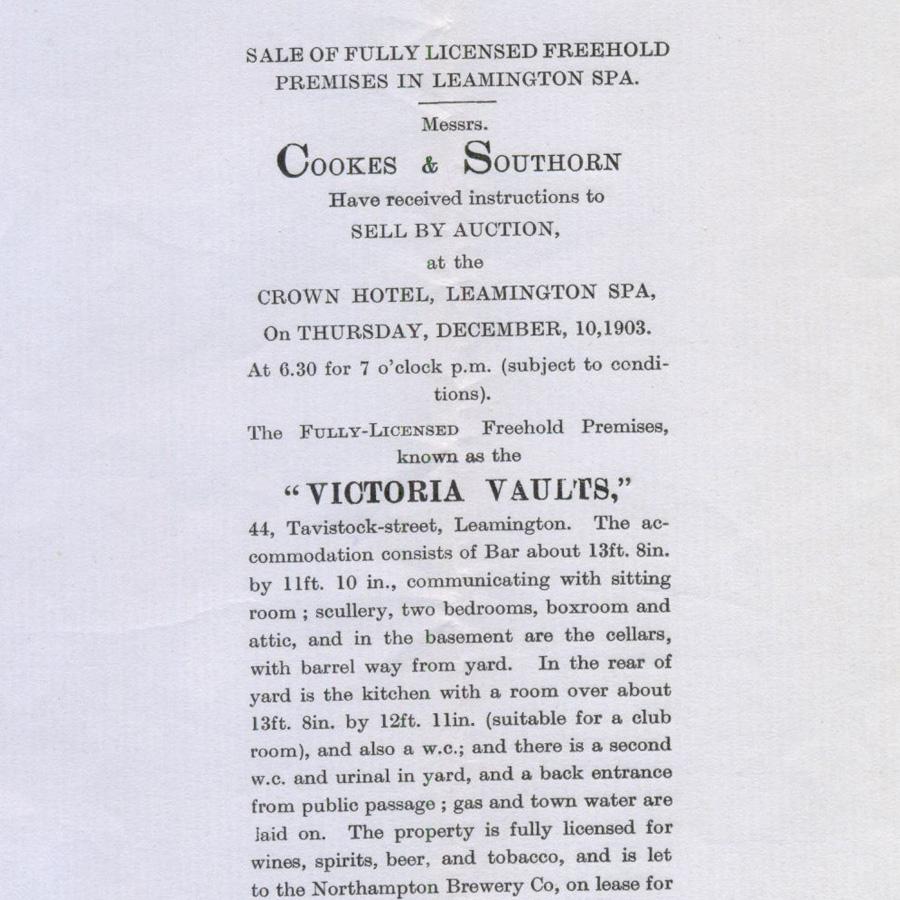 SALE OF FULLY LICENSED FREEHOLD
PREMISES IN LEAMINGTON SPA.
Messrs.
COOKES & SOUTHORN
Have received instructions to
SELL BY AUCTION,
at the
CROWN HOTEL, LEAMINGTON SPA,
On THURSDAY, DECEMBER, 10,1903.
At 6.30 for 7 o'clock p.m. (subject to condi-
tions).
The FULLY-LICENSED Freehold Premises,
known as the
"VICTORIA VAULTS,"
44, Tavistock-street, Leamington. The ac-
commodation consists of Bar about 13ft. 8in.
by 11ft. 10 in., communicating with sitting
room ; scullery, two bedrooms, boxroom and
attic, and in the basement are the cellars,
with barrel way from yard. In the rear of
yard is the kitchen with a room over about
13ft. 8in. by 12ft. 11in. (suitable for a club
room), and also a w.c.; and there is a second
w.c. and urinal in yard, and a back entrance
from public passage ; gas and town water are
laid on. The property is fully licensed for
wines, spirits, beer, and tobacco, and is let
to the Northampton Brewery Co, on lease for